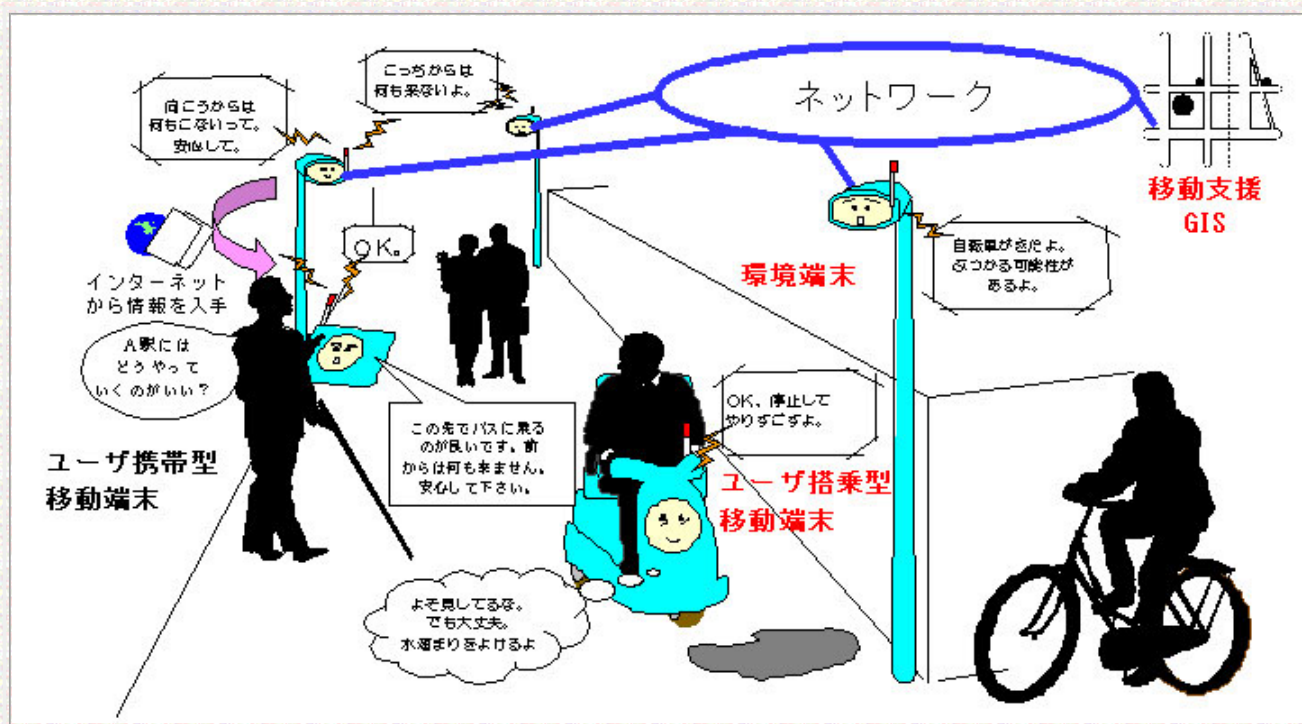 向こうからは
何もこないって。
安心して。
こっちからは
何も来ないよ。
ネットワーク
移動支援
GIS
OK。
インターネット
から情報を入手
A駅には
どうやって
いくのがいい？
環境端末
自転車がきたよ。
ぶつかる可能性が
あるよ。
ユーザ携帯型
移動端末
この先でバスに乗る
のが良いです。前
からは何も来ません。
安心して下さい。
OK、停止して
やりすごすよ。
ユーザ搭乗型
移動端末
よそ見してるな。
でも大丈夫。
水溜まりをよけるよ